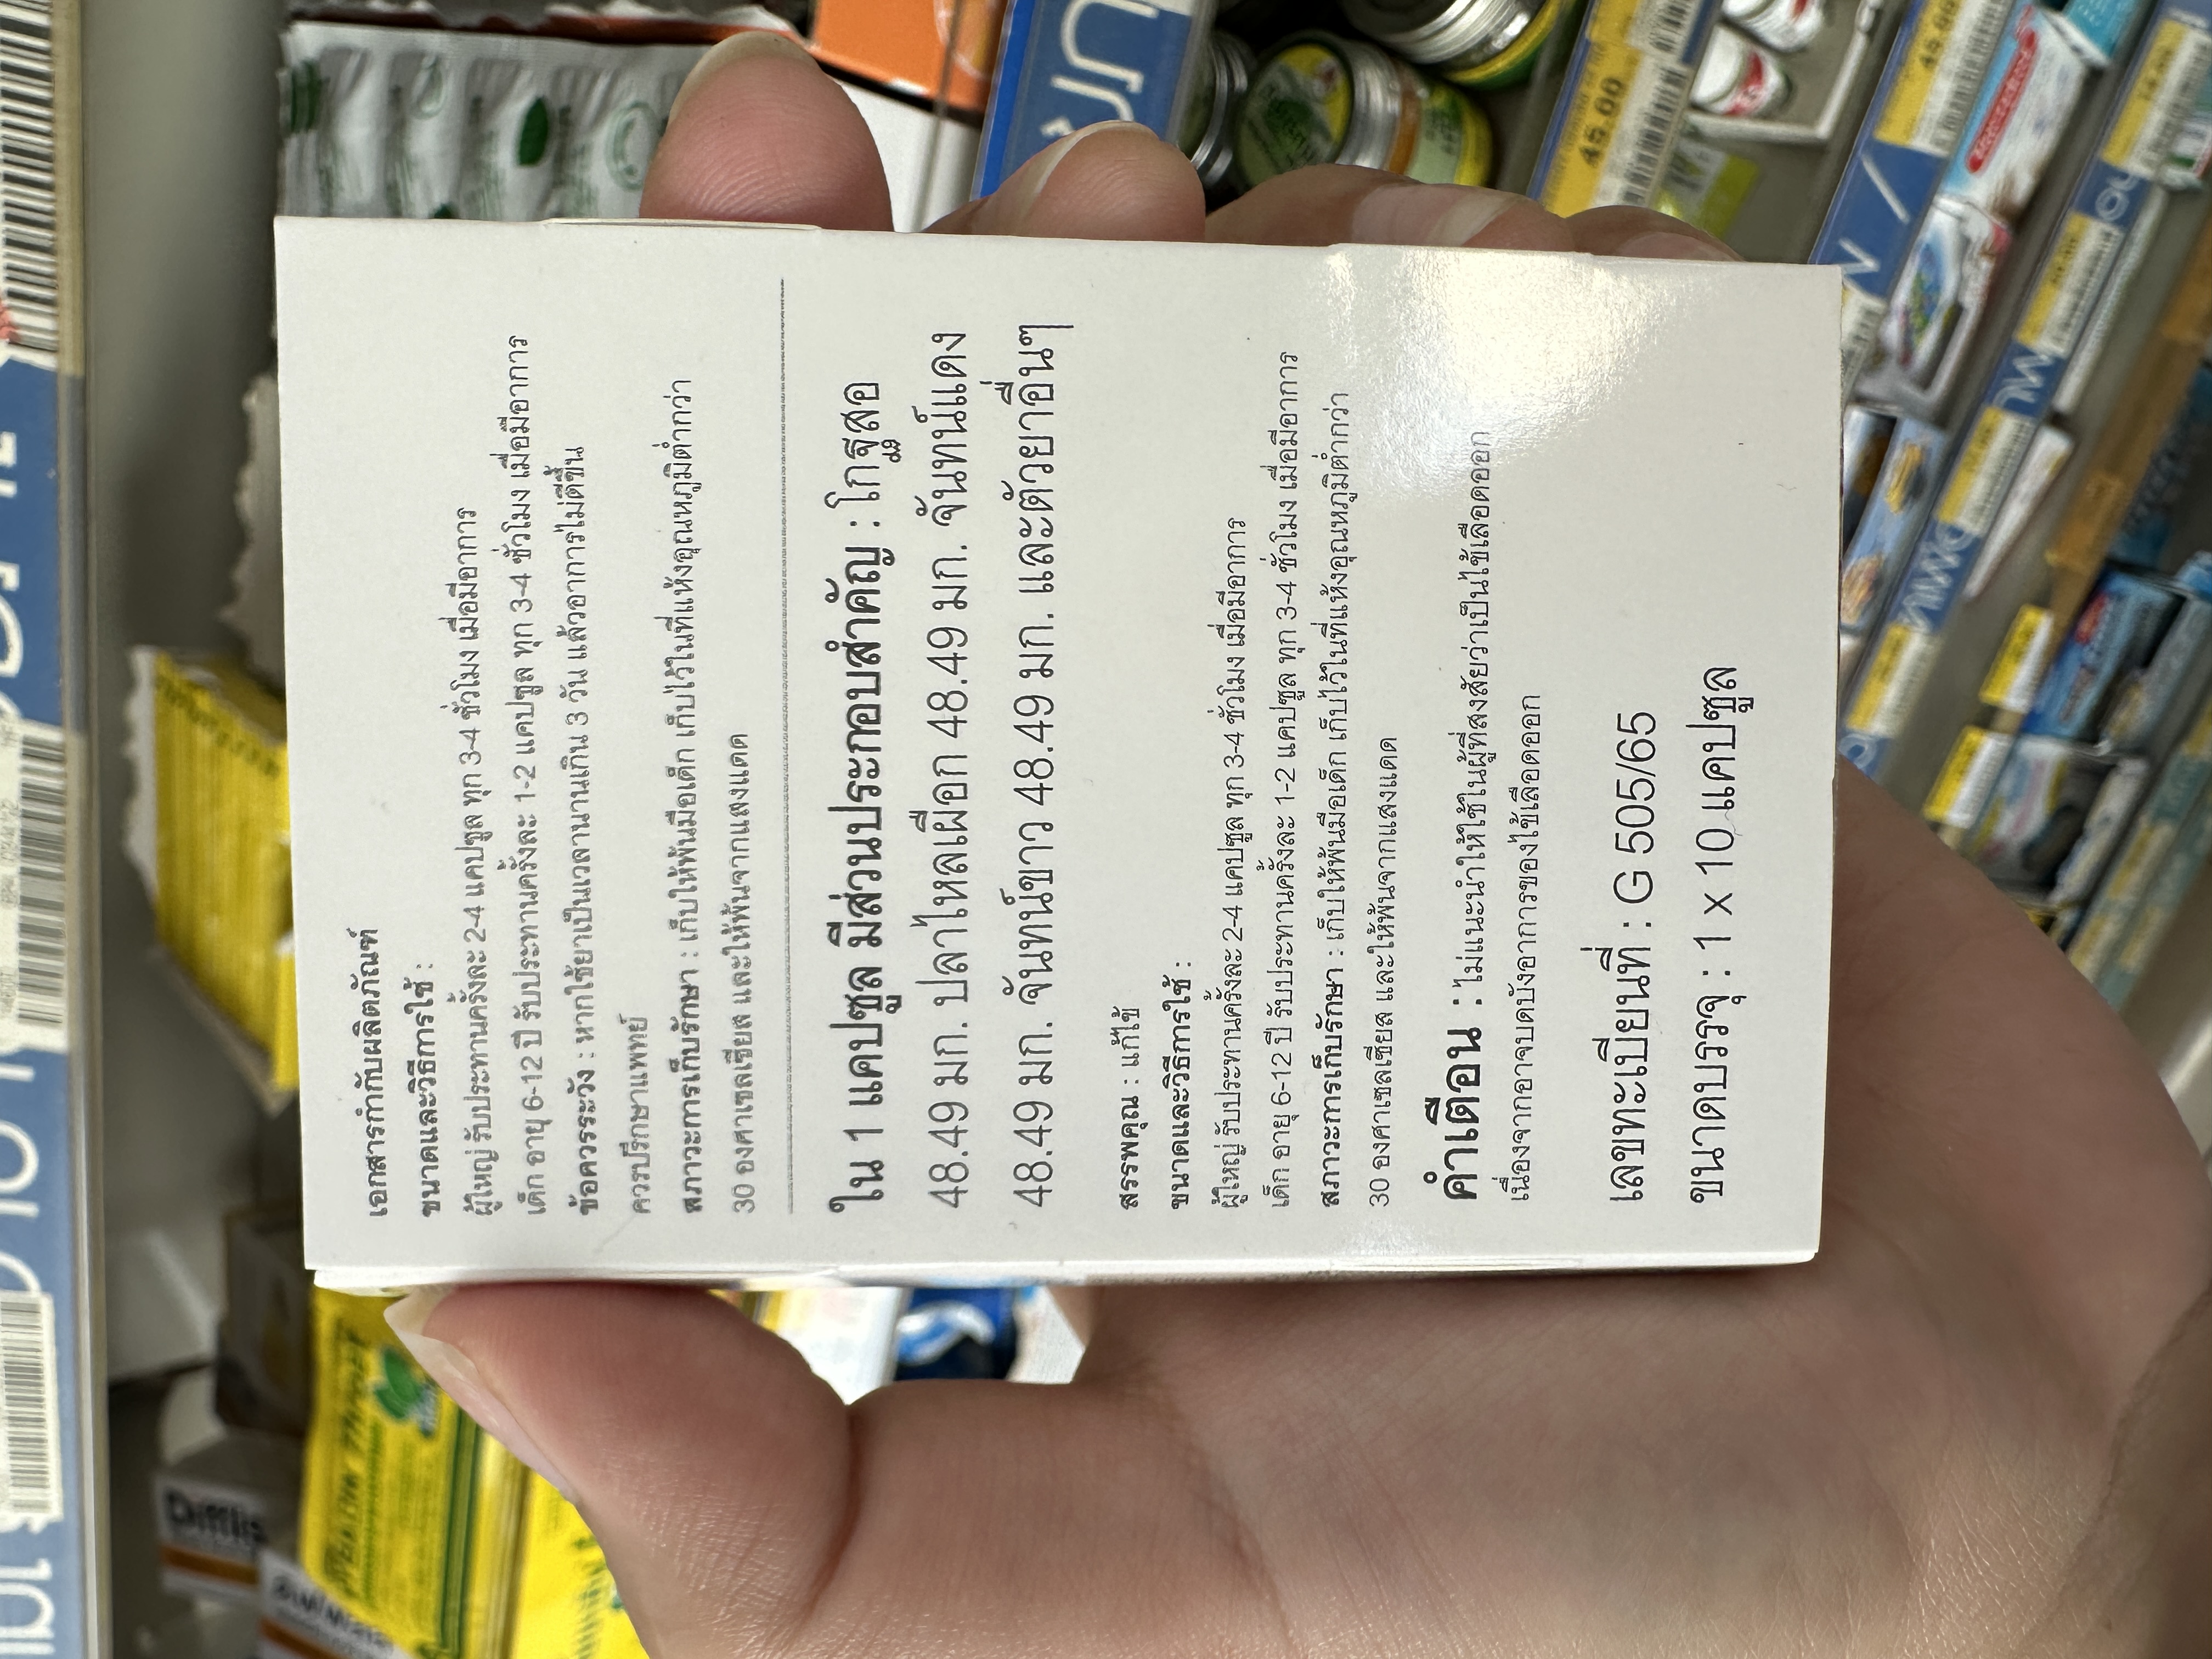 เอกสารกำกับผลิตภัณฑ์
ขนาดและวิธีการใช้ :
ผู้ใหญ่ รับประทานครั้งละ 2-4 แคปซูล ทุก 3-4 ชั่วโมง เมื่อมีอาการ
เด็ก อายุ 6-12 ปี รับประทานครั้งละ 1-2 แคปซูล ทุก 3-4 ชั่วโมง เมื่อมีอาการ
ข้อควรระวัง : หากใช้ยาเป็นเวลานานเกิน 3 วัน แล้วอาการไม่ดีขึ้น
ควรปรึกษาแพทย์
สภาวะการเก็บรักษา : เก็บให้พ้นมือเด็ก เก็บไว้ในที่แห้งอุณหภูมิต่ำกว่า
30 องศาเซลเซียส และให้พ้นจากแสงแดด
ใน 1 แคปซูล มีส่วนประกอบสำคัญ : โกฐสอ
48.49 มก. ปลาไหลเผือก 48.49 มก. จันทน์แดง
48.49 มก. จันทน์ขาว 48.49 มก. และตัวยาอื่นๆ
สรรพคุณ : แก้ไข้
ขนาดและวิธีการใช้ :
ผู้ใหญ่ รับประทานครั้งละ 2-4 แคปซูล ทุก 3-4 ชั่วโมง เมื่อมีอาการ
เด็ก อายุ 6-12 ปี รับประทานครั้งละ 1-2 แคปซูล ทุก 3-4 ชั่วโมง เมื่อมีอาการ
สภาวะการเก็บรักษา : เก็บให้พ้นมือเด็ก เก็บไว้ในที่แห้งอุณหภูมิต่ำกว่า
30 องศาเซลเซียส และให้พ้นจากแสงแดด
คำเตือน : ไม่แนะนำให้ใช้ในผู้ที่สงสัยว่าเป็นไข้เลือดออก
เนื่องจากอาจบดบังอาการของไข้เลือดออก
เลขทะเบียนที่ : G 505/65
ขนาดบรรจุ : 1 x 10 แคปซูล
45.00
45.00